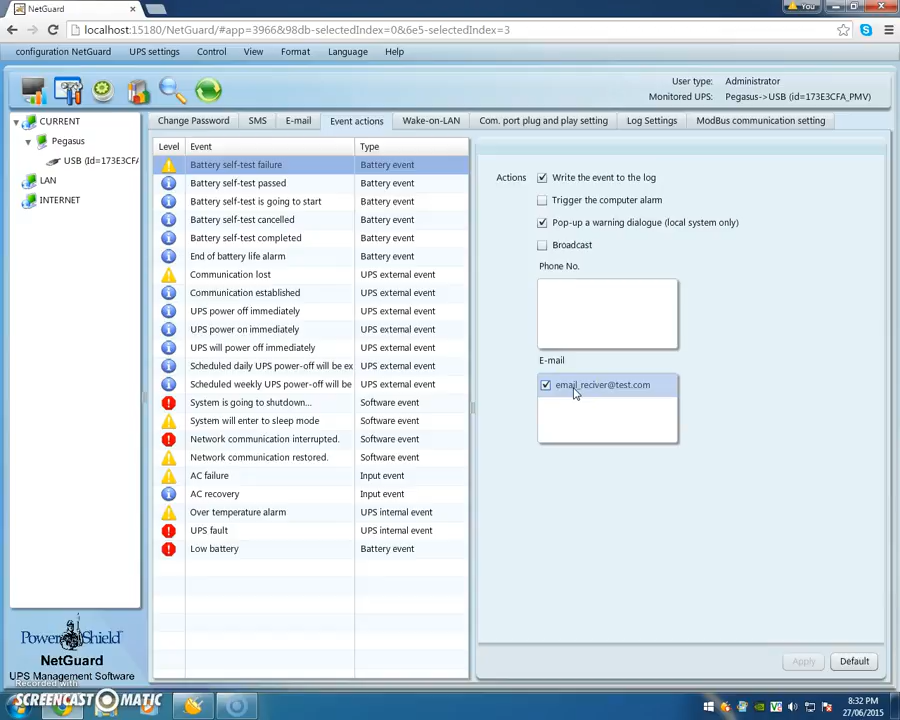 NetGuard
You
localhost:15180/NetGuard/#app=3966&98db-selectedIndex=0&6e5-selectedIndex=3
configuration NetGuard UPS settings Control View Format Language Help
User type: Administrator
Monitored UPS: Pegasus->USB (id=173E3CFA_PMV)
CURRENT
Pegasus
USB (Id=173E3CFA
LAN
INTERNET
Change Password SMS E-mail Event actions Wake-on-LAN Com. port plug and play setting Log Settings ModBus communication setting
Level Event Type
Battery self-test failure Battery event
Battery self-test passed Battery event
Battery self-test is going to start Battery event
Battery self-test cancelled Battery event
Battery self-test completed Battery event
End of battery life alarm Battery event
Communication lost UPS external event
Communication established UPS external event
UPS power off immediately UPS external event
UPS power on immediately UPS external event
UPS will power off immediately UPS external event
Scheduled daily UPS power-off will be ex UPS external event
Scheduled weekly UPS power-off will be UPS external event
System is going to shutdown... Software event
System will enter to sleep mode Software event
Network communication interrupted. Software event
Network communication restored. Software event
AC failure Input event
AC recovery Input event
Over temperature alarm UPS internal event
UPS fault UPS internal event
Low battery Battery event
Actions Write the event to the log
Trigger the computer alarm
Pop-up a warning dialogue (local system only)
Broadcast
Phone No.
E-mail
email_reciver@test.com
Apply Default
PowerShield
NetGuard
UPS Management Software
Recorded with
SCREENCAST MATIC
8:32 PM
27/06/2015